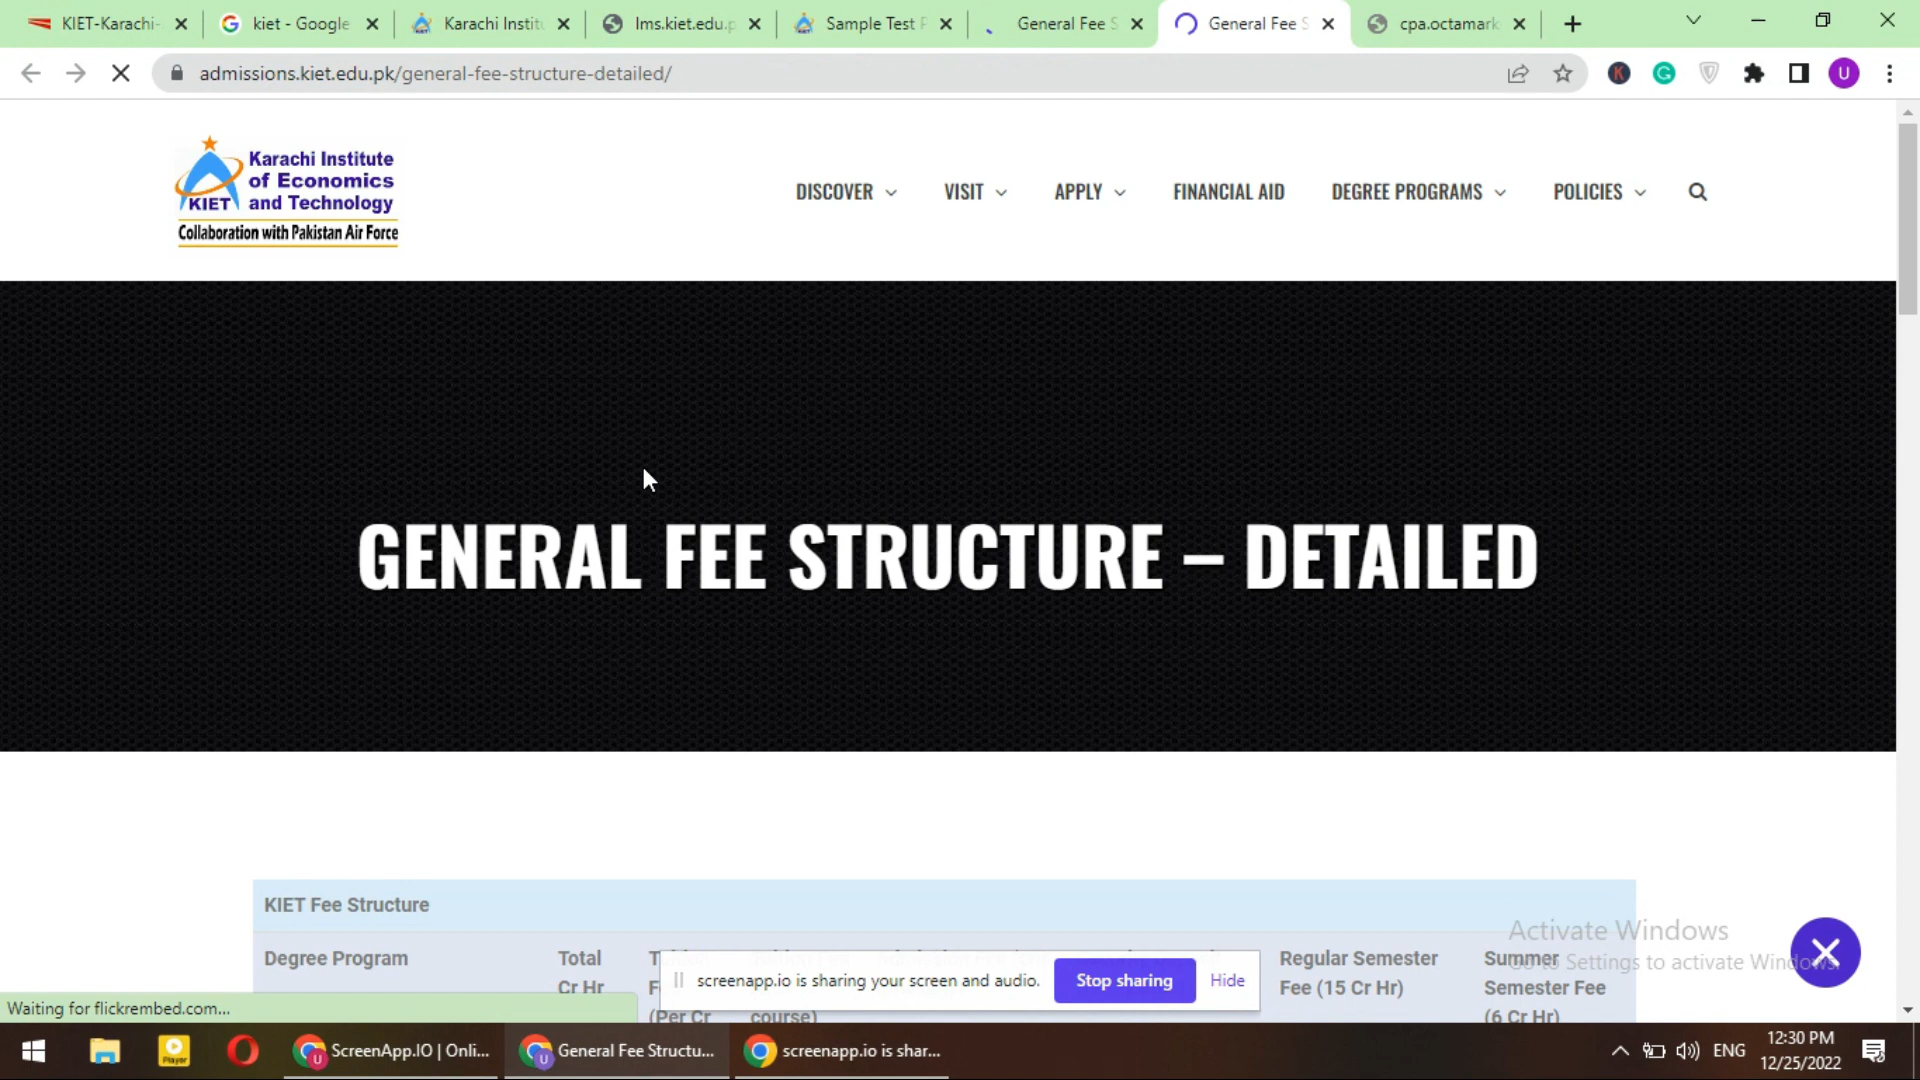 KIET-Karachi-
kiet - Google
Karachi Instit
lms.kiet.edu.p
Sample Test P
General Fee S
General Fee S
cpa.octamark
admissions.kiet.edu.pk/general-fee-structure-detailed/
K
G
U
Karachi Institute
of Economics
KIET and Technology
Collaboration with Pakistan Air Force
DISCOVER
VISIT
APPLY
FINANCIAL AID
DEGREE PROGRAMS
POLICIES
GENERAL FEE STRUCTURE – DETAILED
KIET Fee Structure
Degree Program
Total
Cr Hr
(Per Cr
course)
Regular Semester
Fee (15 Cr Hr)
Summer
Semester Fee
(6 Cr Hr)
Activate Windows
Settings to activate Windows.
screenapp.io is sharing your screen and audio.
Stop sharing
Hide
Waiting for flickrembed.com...
Player
ScreenApp.IO | Onli...
General Fee Structu...
screenapp.io is shar...
ENG
12:30 PM
12/25/2022